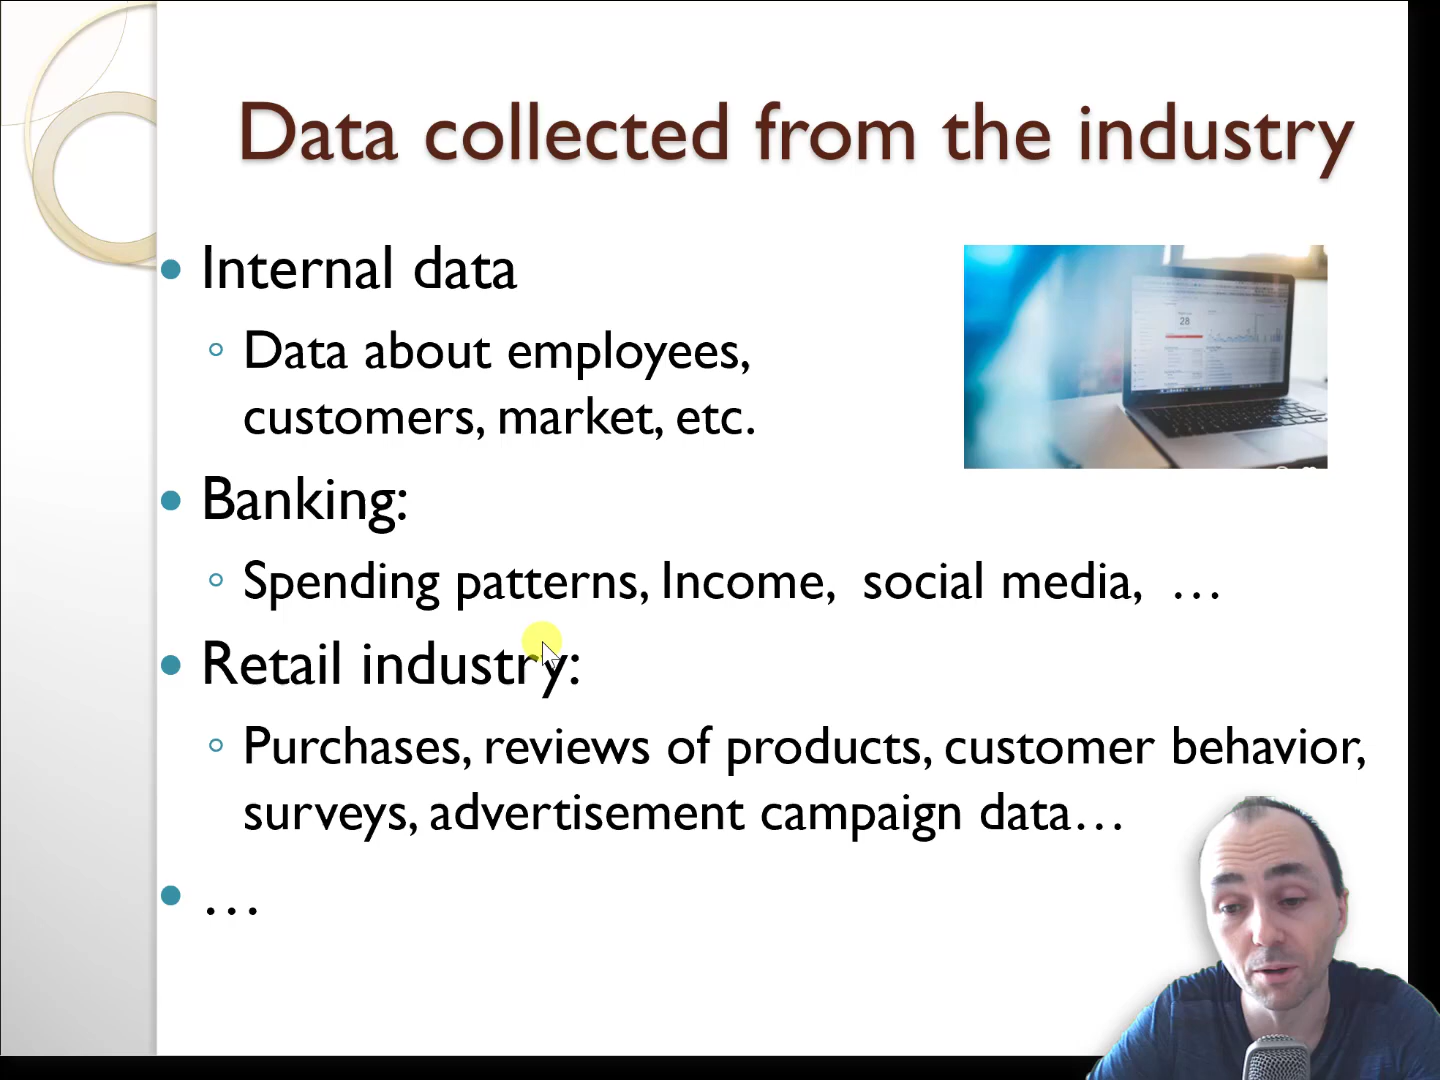 Data collected from the industry
• Internal data
◦ Data about employees,
customers, market, etc.
28
• Banking:
◦ Spending patterns, Income, social media, …
• Retail industry:
◦ Purchases, reviews of products, customer behavior,
surveys, advertisement campaign data…
• …